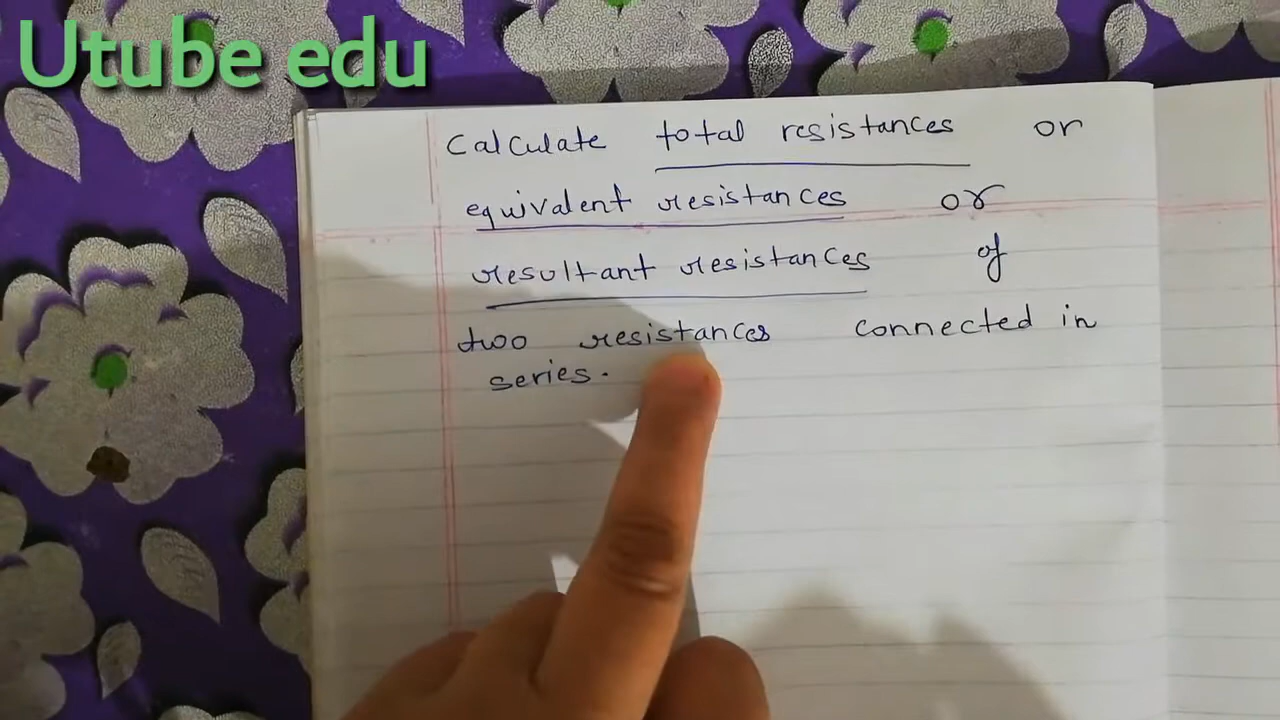 Utube edu
Calculate total resistances or
equivalent resistances or
resultant resistances of
two resistances connected in
series.